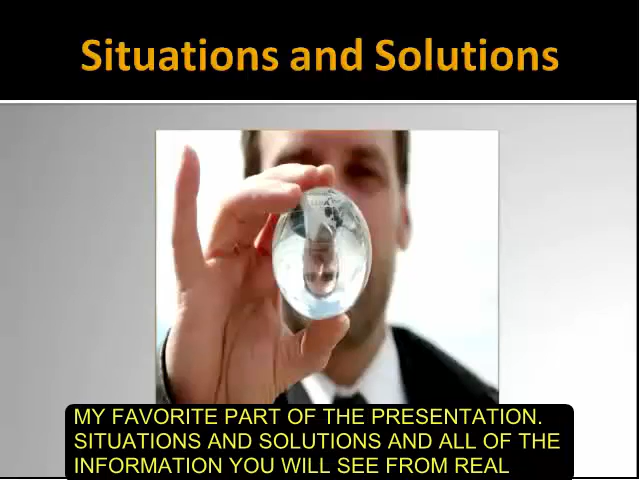 Situations and Solutions
MY FAVORITE PART OF THE PRESENTATION.
SITUATIONS AND SOLUTIONS AND ALL OF THE
INFORMATION YOU WILL SEE FROM REAL